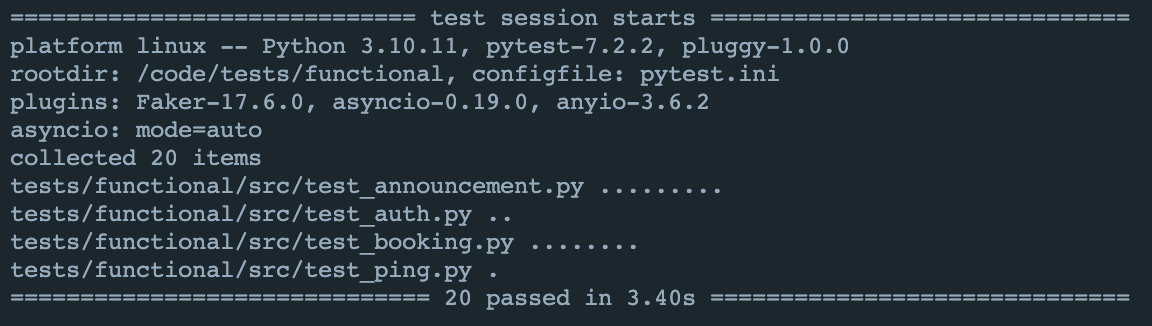 ============================= test session starts ==============================
platform linux -- Python 3.10.11, pytest-7.2.2, pluggy-1.0.0
rootdir: /code/tests/functional, configfile: pytest.ini
plugins: Faker-17.6.0, asyncio-0.19.0, anyio-3.6.2
asyncio: mode=auto
collected 20 items
tests/functional/src/test_announcement.py .........
tests/functional/src/test_auth.py ..
tests/functional/src/test_booking.py ........
tests/functional/src/test_ping.py .
============================== 20 passed in 3.40s ==============================